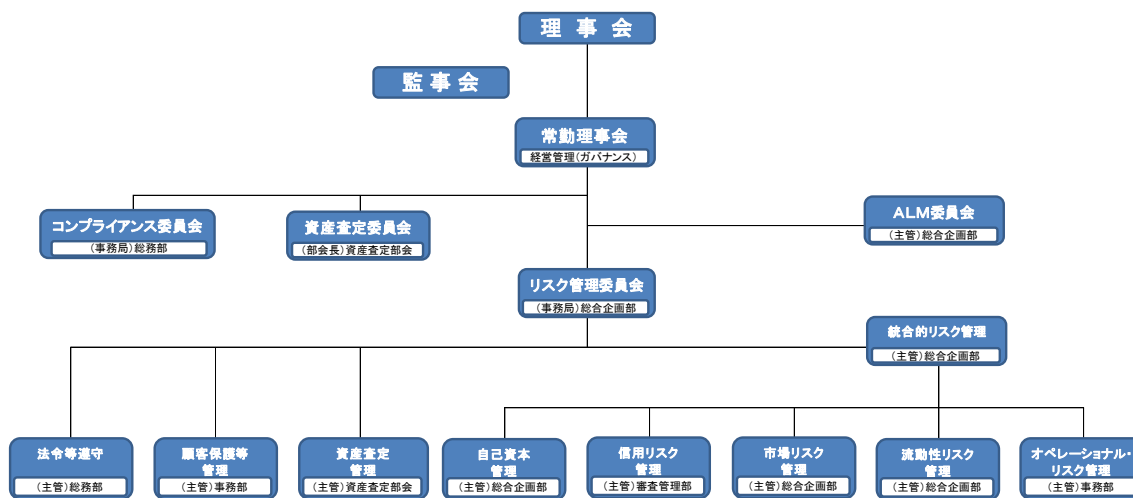 理事会
監事会
常勤理事会
経営管理(ガバナンス)
コンプライアンス委員会
(事務局)総務部
資産査定委員会
(部会長)資産査定部会
ALM委員会
(主管)総合企画部
リスク管理委員会
(事務局)総合企画部
統合的リスク管理
(主管)総合企画部
法令等遵守
(主管)総務部
顧客保護等
管理
(主管)事務部
資産査定
管理
(主管)資産査定部会
自己資本
管理
(主管)総合企画部
信用リスク
管理
(主管)審査管理部
市場リスク
管理
(主管)総合企画部
流動性リスク
管理
(主管)総合企画部
オペレーショナル・
リスク管理
(主管)事務部